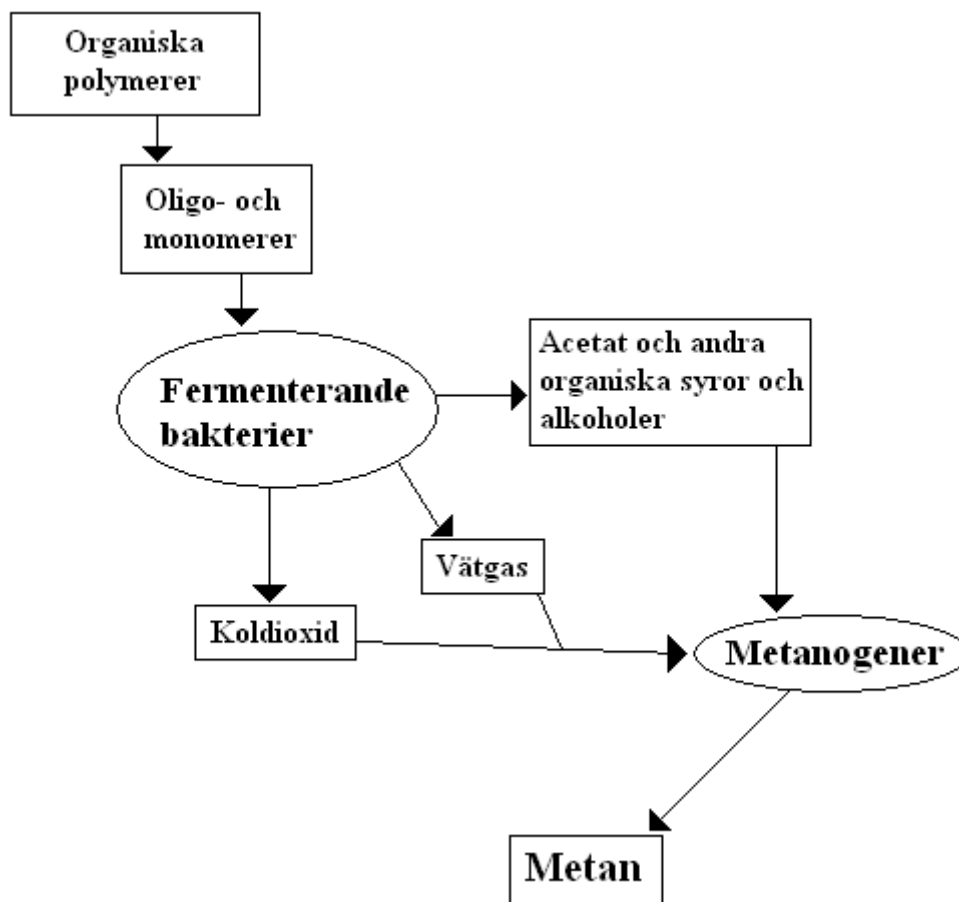 Organiska
polymerer
Oligo- och
monomerer
Fermenterande
bakterier
Acetat och andra
organiska syror och
alkoholer
Vätgas
Koldioxid
Metanogener
Metan